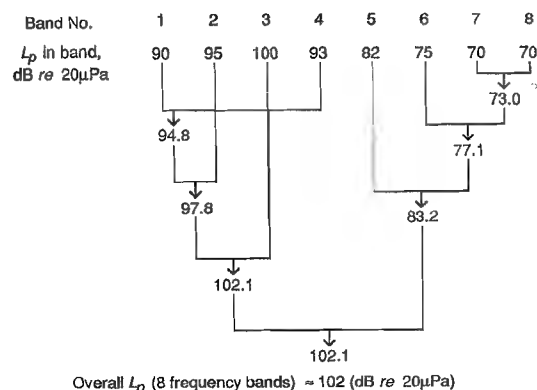 Band No. 1 2 3 4 5 6 7 8
Lp in band, 90 95 100 93 82 75 70 70
dB re 20µPa
73.0
94.8
77.1
97.8
83.2
102.1
102.1
Overall Lp (8 frequency bands) ≈ 102 (dB re 20µPa)